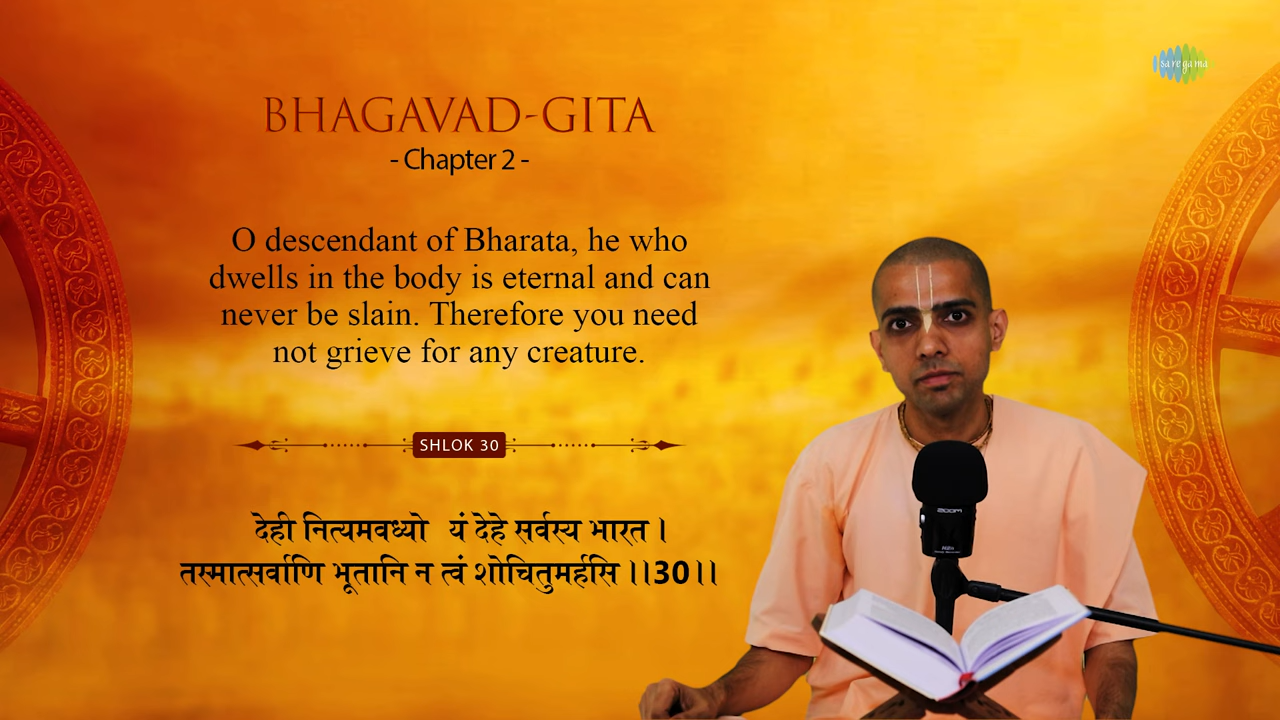 saregama
BHAGAVAD-GITA
- Chapter 2 -
O descendant of Bharata, he who
dwells in the body is eternal and can
never be slain. Therefore you need
not grieve for any creature.
SHLOK 30
देही नित्यमवध्यो यं देहे सर्वस्य भारत ।
तस्मात्सर्वाणि भूतानि न त्वं शोचितुमर्हसि ।।30।।
ZOOM